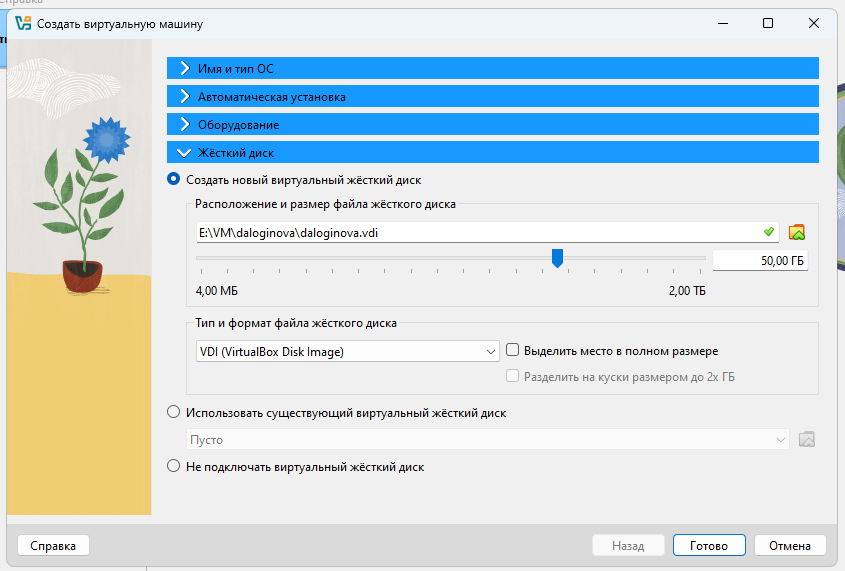 Справка
Создать виртуальную машину
Имя и тип ОС
Автоматическая установка
Оборудование
Жёсткий диск
Создать новый виртуальный жёсткий диск
Расположение и размер файла жёсткого диска
E:\VM\daloginova\daloginova.vdi
50,00 ГБ
4,00 МБ
2,00 ТБ
Тип и формат файла жёсткого диска
VDI (VirtualBox Disk Image)
Выделить место в полном размере
Разделить на куски размером до 2х ГБ
Использовать существующий виртуальный жёсткий диск
Пусто
Не подключать виртуальный жёсткий диск
Справка
Назад
Готово
Отмена